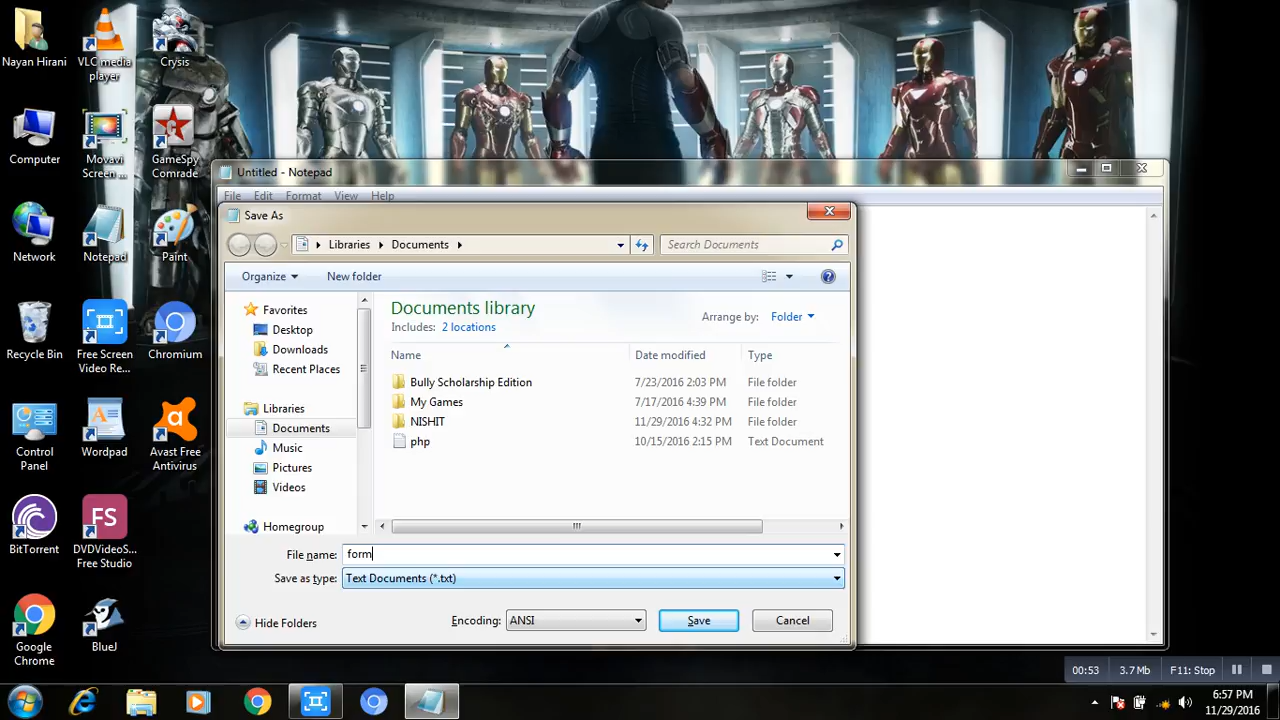 Nayan Hirani
VLC media
player
Crysis
Computer
Movavi
Screen ...
GameSpy
Comrade
Network
Notepad
Paint
Recycle Bin
Free Screen
Video Re...
Chromium
Control
Panel
Wordpad
Avast Free
Antivirus
BitTorrent
FS
DVDVideoS...
Free Studio
Google
Chrome
BlueJ
Untitled - Notepad
File Edit Format View Help
Save As
Libraries Documents
Search Documents
Organize New folder
Favorites
Desktop
Downloads
Recent Places
Libraries
Documents
Music
Pictures
Videos
Homegroup
Documents library
Includes: 2 locations
Arrange by: Folder
Name Date modified Type
Bully Scholarship Edition 7/23/2016 2:03 PM File folder
My Games 7/17/2016 4:39 PM File folder
NISHIT 11/29/2016 4:32 PM File folder
php 10/15/2016 2:15 PM Text Document
File name: form
Save as type: Text Documents (*.txt)
Hide Folders Encoding: ANSI Save Cancel
00:53 3.7 Mb F11: Stop
6:57 PM
11/29/2016